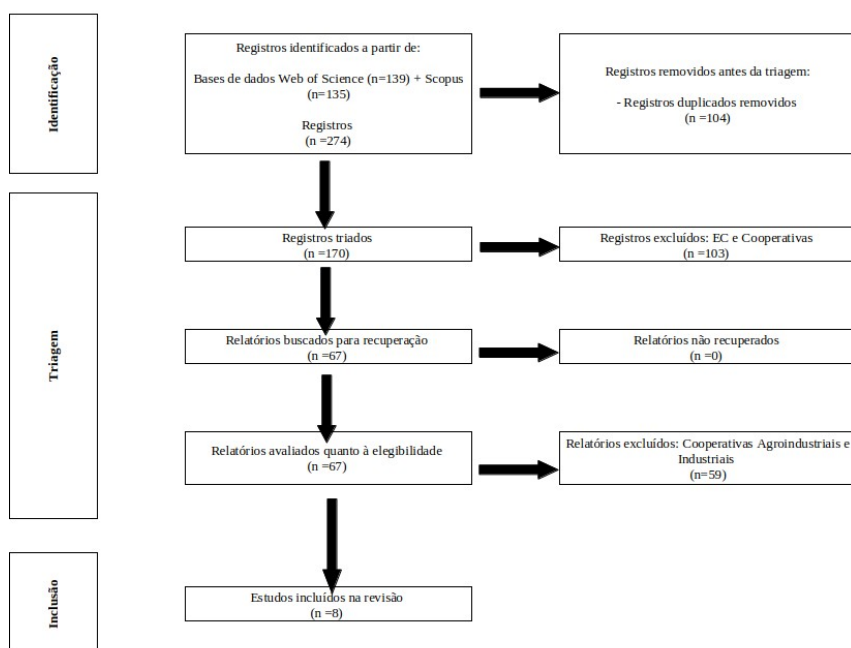 Identificação
Registros identificados a partir de:
Bases de dados Web of Science (n=139) + Scopus
(n=135)
Registros
(n =274)
Registros removidos antes da triagem:
- Registros duplicados removidos
(n =104)
Triagem
Registros triados
(n =170)
Registros excluídos: EC e Cooperativas
(n =103)
Relatórios buscados para recuperação
(n =67)
Relatórios não recuperados
(n =0)
Relatórios avaliados quanto à elegibilidade
(n =67)
Relatórios excluídos: Cooperativas Agroindustriais e
Industriais
(n=59)
Inclusão
Estudos incluídos na revisão
(n =8)